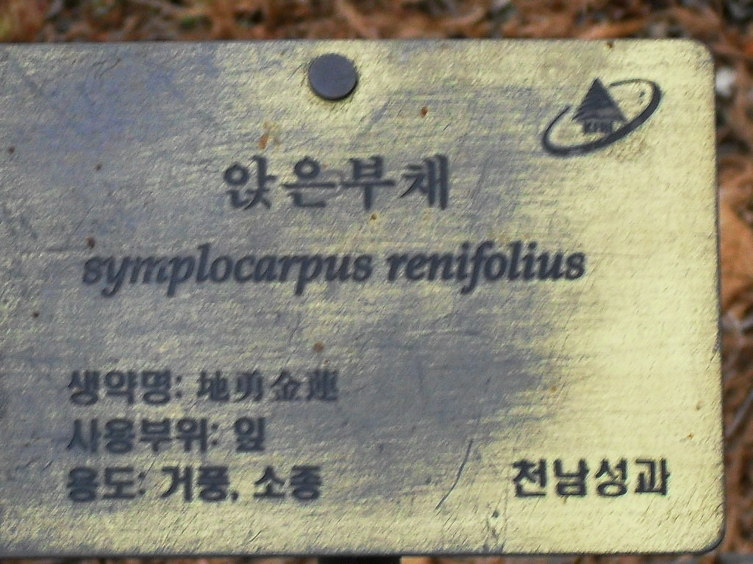 앉은부채
symplocarpus renifolius
생약명: 地勇金蓮
사용부위: 잎
용도: 거풍, 소종
천남성과